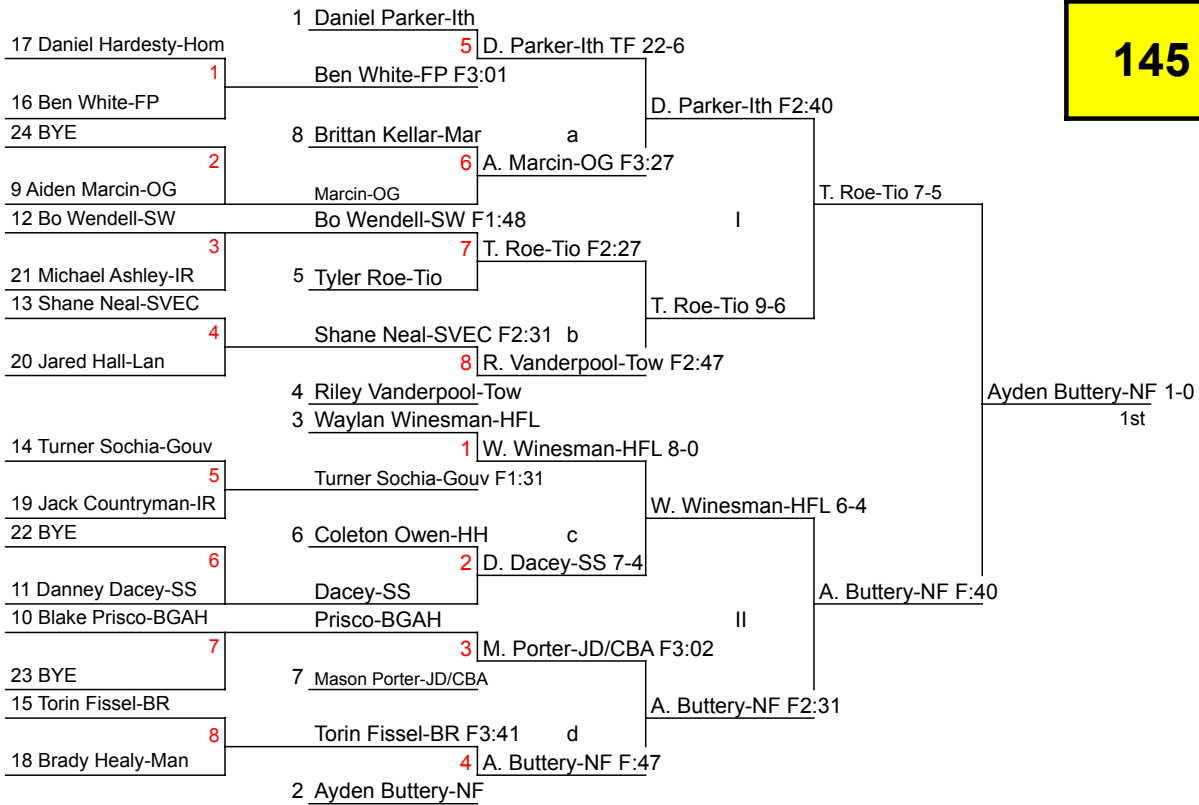 1 Daniel Parker-Ith
17 Daniel Hardesty-Hom
5 D. Parker-Ith TF 22-6
145
1
Ben White-FP F3:01
16 Ben White-FP
D. Parker-Ith F2:40
24 BYE
8 Brittan Kellar-Mar a
2
6 A. Marcin-OG F3:27
9 Aiden Marcin-OG
Marcin-OG
T. Roe-Tio 7-5
12 Bo Wendell-SW
Bo Wendell-SW F1:48
I
3
7 T. Roe-Tio F2:27
21 Michael Ashley-IR
5 Tyler Roe-Tio
13 Shane Neal-SVEC
T. Roe-Tio 9-6
4
Shane Neal-SVEC F2:31 b
20 Jared Hall-Lan
8 R. Vanderpool-Tow F2:47
4 Riley Vanderpool-Tow
Ayden Buttery-NF 1-0
1st
3 Waylan Winesman-HFL
14 Turner Sochia-Gouv
1 W. Winesman-HFL 8-0
5
Turner Sochia-Gouv F1:31
19 Jack Countryman-IR
W. Winesman-HFL 6-4
22 BYE
6 Coleton Owen-HH c
6
2 D. Dacey-SS 7-4
11 Danney Dacey-SS
Dacey-SS
A. Buttery-NF F:40
10 Blake Prisco-BGAH
Prisco-BGAH
II
7
3 M. Porter-JD/CBA F3:02
23 BYE
7 Mason Porter-JD/CBA
15 Torin Fissel-BR
A. Buttery-NF F2:31
8
Torin Fissel-BR F3:41 d
18 Brady Healy-Man
4 A. Buttery-NF F:47
2 Ayden Buttery-NF